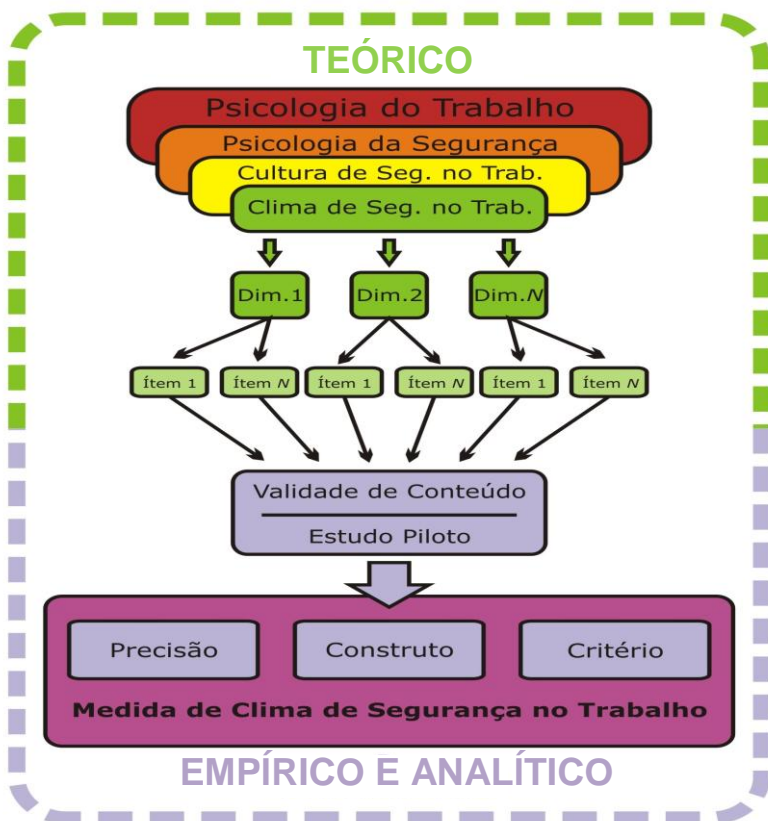 TEÓRICO
Psicologia do Trabalho
Psicologia da Segurança
Cultura de Seg. no Trab.
Clima de Seg. no Trab.
Dim.1 Dim.2 Dim.N
Ítem 1 Ítem N Ítem 1 Ítem N Ítem 1 Ítem N
Validade de Conteúdo
Estudo Piloto
Precisão Construto Critério
Medida de Clima de Segurança no Trabalho
EMPÍRICO E ANALÍTICO